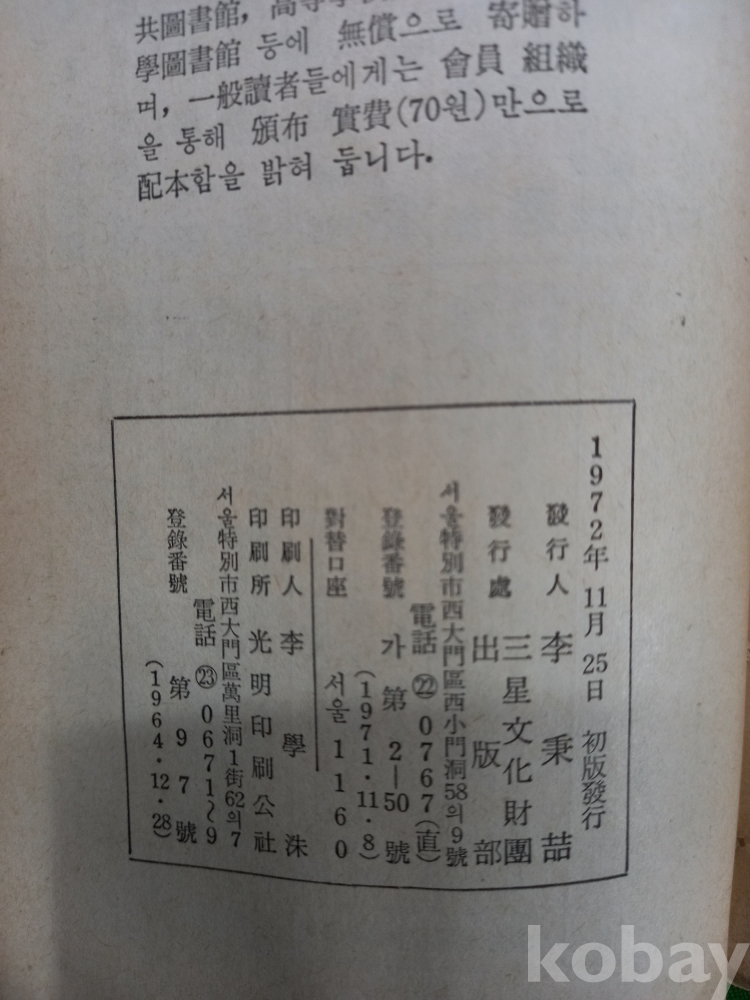 共圖書館, 高等學
學圖書館 등에 無償으로 寄贈하
며, 一般讀者들에게는 會員 組織
을 통해 頒布 實費(70원)만으로
配本함을 밝혀 둡니다.
1972年 11月 25日 初版發行
發行人 李秉喆
發行處 三星文化財團
出版部
서울特別市西大門區西小門洞58의9號
電話 ㉒ 0767(直)
登錄番號 가第2—50號
(1971·11·8)
對替口座 서울1160
印刷人 李學洙
印刷所 光明印刷公社
서울特別市西大門區萬里洞1街62의7
電話 ㉓ 0671~9
登錄番號 第97號
(1964·12·28)
kobay